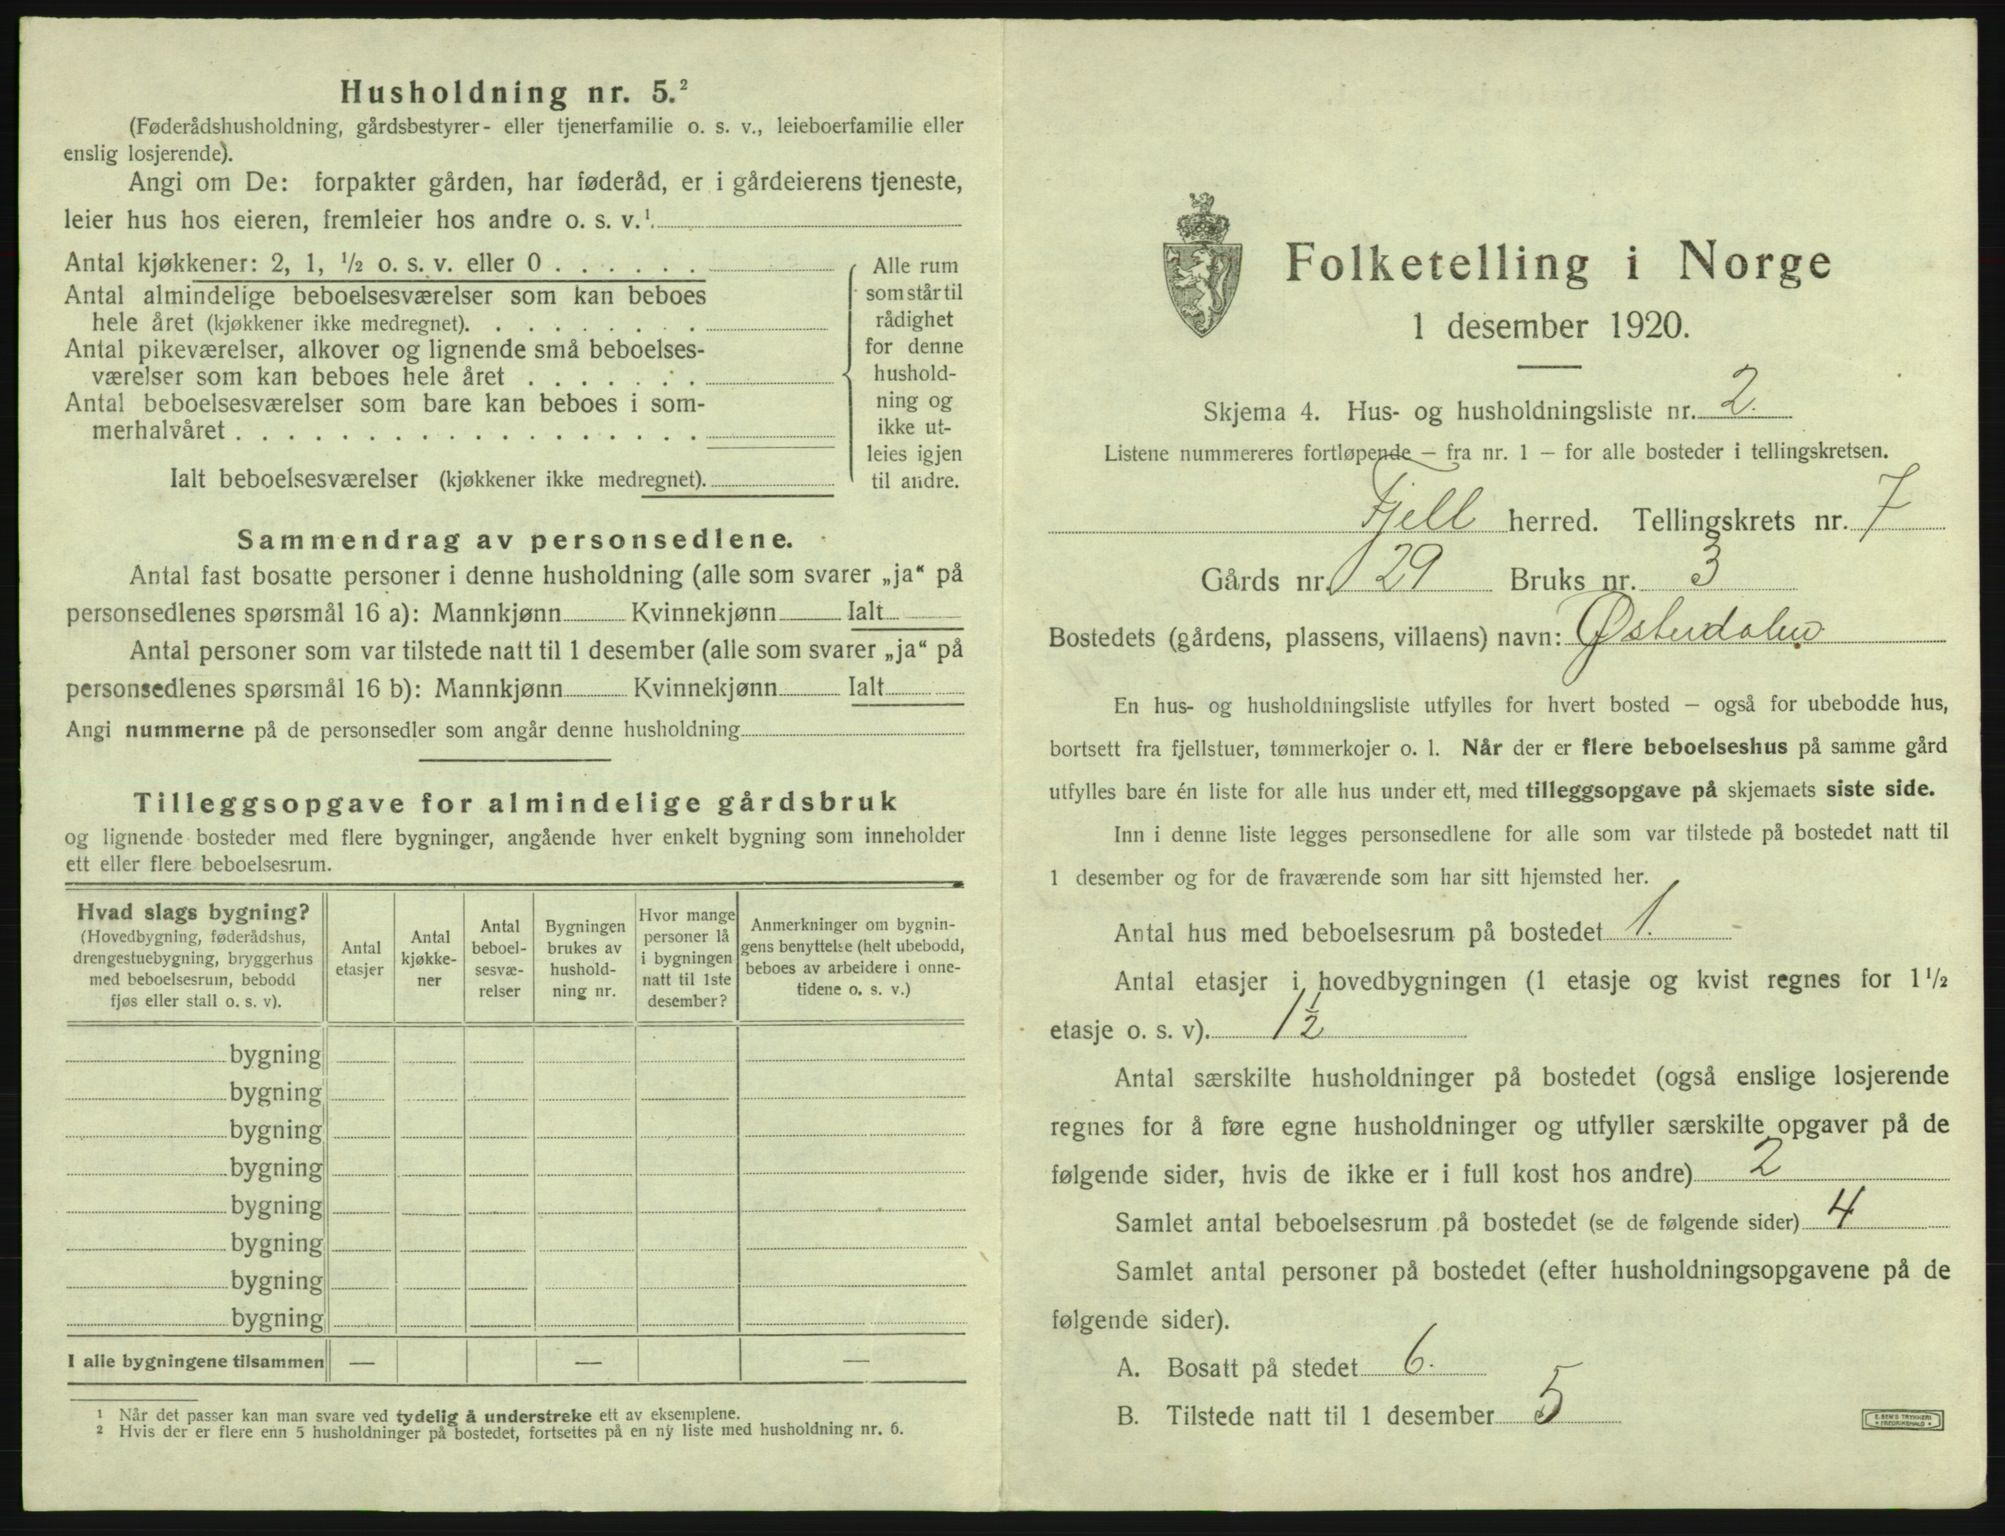 Husholdning nr. 5.²
(Føderådshusholdning, gårdsbestyrer- eller tjenerfamilie o. s. v., leieboerfamilie eller
enslig losjerende).
Angi om De: forpakter gården, har føderåd, er i gårdeierens tjeneste,
leier hus hos eieren, fremleier hos andre o. s. v.¹
Antal kjøkkener: 2, 1, ½ o. s. v. eller 0 . . . . . .
Antal almindelige beboelsesværelser som kan beboes
hele året (kjøkkener ikke medregnet). . . . . . . . .
Antal pikeværelser, alkover og lignende små beboelses-
værelser som kan beboes hele året . . . . . . .
Antal beboelsesværelser som bare kan beboes i som-
merhalvåret . . . . . . . . . . . . . . . . . .
Ialt beboelsesværelser (kjøkkener ikke medregnet).
Alle rum
som står til
rådighet
for denne
hushold-
ning og
ikke ut-
leies igjen
til andre.
Sammendrag av personsedlene.
Antal fast bosatte personer i denne husholdning (alle som svarer „ja“ på
personsedlenes spørsmål 16 a): Mannkjønn Kvinnekjønn Ialt
Antal personer som var tilstede natt til 1 desember (alle som svarer „ja“ på
personsedlenes spørsmål 16 b): Mannkjønn Kvinnekjønn Ialt
Angi nummerne på de personsedler som angår denne husholdning
Tilleggsopgave for almindelige gårdsbruk
og lignende bosteder med flere bygninger, angående hver enkelt bygning som inneholder
ett eller flere beboelsesrum.
Hvad slags bygning?
(Hovedbygning, føderådshus,
drengestuebygning, bryggerhus
med beboelsesrum, bebodd
fjøs eller stall o. s. v).
Antal
etasjer
Antal
kjøkke-
ner
Antal
beboel-
sesvæ-
relser
Bygningen
brukes av
hushold-
ning nr.
Hvor mange
personer lå
i bygningen
natt til 1ste
desember?
Anmerkninger om bygnin-
gens benyttelse (helt ubebodd,
beboes av arbeidere i onne-
tidene o. s. v.)
bygning
bygning
bygning
bygning
bygning
bygning
bygning
bygning
I alle bygningene tilsammen — — —
¹ Når det passer kan man svare ved tydelig å understreke ett av eksemplene.
² Hvis der er flere enn 5 husholdninger på bostedet, fortsettes på en ny liste med husholdning nr. 6.
Folketelling i Norge
1 desember 1920.
Skjema 4. Hus- og husholdningsliste nr. 2.
Listene nummereres fortløpende — fra nr. 1 — for alle bosteder i tellingskretsen.
Fjell herred. Tellingskrets nr. 7
Gårds nr. 29 Bruks nr. 3
Bostedets (gårdens, plassens, villaens) navn: Østerdalen
En hus- og husholdningsliste utfylles for hvert bosted — også for ubebodde hus,
bortsett fra fjellstuer, tømmerkojer o. l. Når der er flere beboelseshus på samme gård
utfylles bare én liste for alle hus under ett, med tilleggsopgave på skjemaets siste side.
Inn i denne liste legges personsedlene for alle som var tilstede på bostedet natt til
1 desember og for de fraværende som har sitt hjemsted her.
Antal hus med beboelsesrum på bostedet 1.
Antal etasjer i hovedbygningen (1 etasje og kvist regnes for 1½
etasje o. s. v). 1½
Antal særskilte husholdninger på bostedet (også enslige losjerende
regnes for å føre egne husholdninger og utfyller særskilte opgaver på de
følgende sider, hvis de ikke er i full kost hos andre) 2
Samlet antal beboelsesrum på bostedet (se de følgende sider) 4
Samlet antal personer på bostedet (efter husholdningsopgavene på de
følgende sider).
A. Bosatt på stedet 6.
B. Tilstede natt til 1 desember 5
E. SEM'S TRYKKERI
FREDRIKSHALD